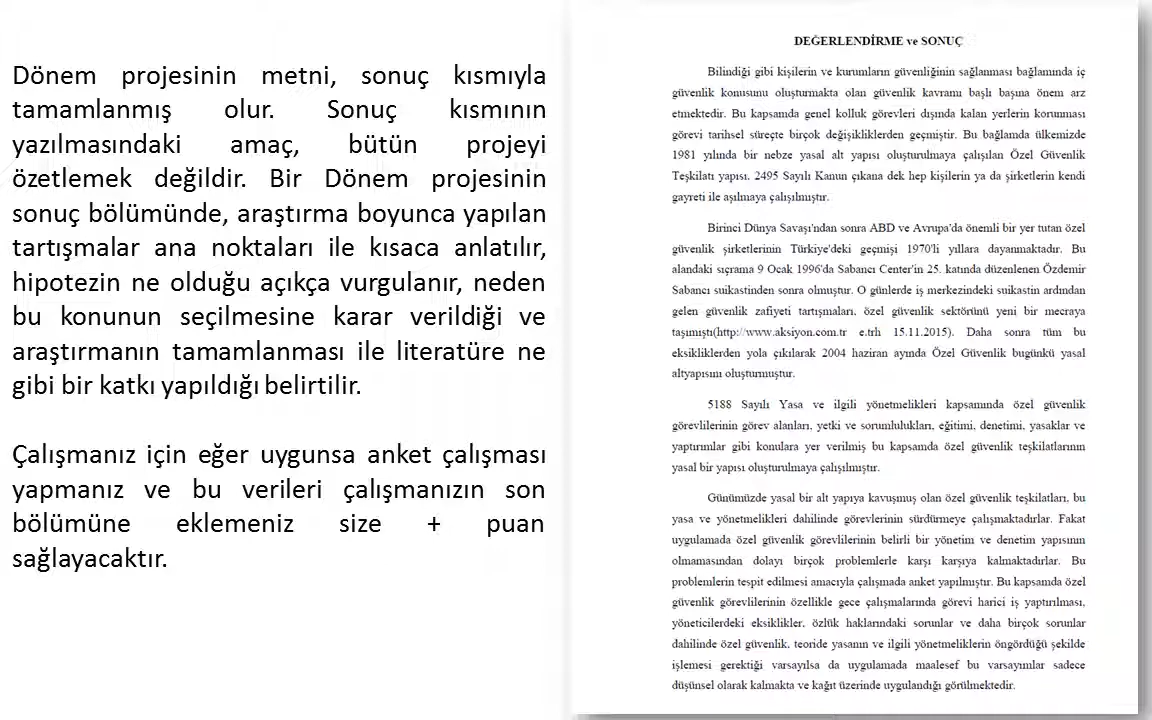 Dönem projesinin metni, sonuç kısmıyla
tamamlanmış olur. Sonuç kısmının
yazılmasındaki amaç, bütün projeyi
özetlemek değildir. Bir Dönem projesinin
sonuç bölümünde, araştırma boyunca yapılan
tartışmalar ana noktaları ile kısaca anlatılır,
hipotezin ne olduğu açıkça vurgulanır, neden
bu konunun seçilmesine karar verildiği ve
araştırmanın tamamlanması ile literatüre ne
gibi bir katkı yapıldığı belirtilir.
Çalışmanız için eğer uygunsa anket çalışması
yapmanız ve bu verileri çalışmanızın son
bölümüne eklemeniz size + puan
sağlayacaktır.
DEĞERLENDİRME ve SONUÇ
Bilindiği gibi kişilerin ve kurumların güvenliğinin sağlanması bağlamında iç
güvenlik konusunu oluşturmakta olan güvenlik kavramı başlı başına önem arz
etmektedir. Bu kapsamda genel kolluk görevleri dışında kalan yerlerin korunması
görevi tarihsel süreçte birçok değişikliklerden geçmiştir. Bu bağlamda ülkemizde
1981 yılında bir nebze yasal alt yapısı oluşturulmaya çalışılan Özel Güvenlik
Teşkilatı yapısı, 2495 Sayılı Kanun çıkana dek hep kişilerin ya da şirketlerin kendi
gayreti ile aşılmaya çalışılmıştır.
Birinci Dünya Savaşı'ndan sonra ABD ve Avrupa'da önemli bir yer tutan özel
güvenlik şirketlerinin Türkiye'deki geçmişi 1970'li yıllara dayanmaktadır. Bu
alandaki sıçrama 9 Ocak 1996'da Sabancı Center'in 25. katında düzenlenen Özdemir
Sabancı suikastinden sonra olmuştur. O günlerde iş merkezindeki suikastin ardından
gelen güvenlik zafiyeti tartışmaları, özel güvenlik sektörünü yeni bir mecraya
taşımıştı(http://www.aksiyon.com.tr e.trh 15.11.2015). Daha sonra tüm bu
eksikliklerden yola çıkılarak 2004 haziran ayında Özel Güvenlik bugünkü yasal
altyapısını oluşturmuştur.
5188 Sayılı Yasa ve ilgili yönetmelikleri kapsamında özel güvenlik
görevlilerinin görev alanları, yetki ve sorumlulukları, eğitimi, denetimi, yasaklar ve
yaptırımlar gibi konulara yer verilmiş bu kapsamda özel güvenlik teşkilatlarının
yasal bir yapısı oluşturulmaya çalışılmıştır.
Günümüzde yasal bir alt yapıya kavuşmuş olan özel güvenlik teşkilatları, bu
yasa ve yönetmelikleri dahilinde görevlerinin sürdürmeye çalışmaktadırlar. Fakat
uygulamada özel güvenlik görevlilerinin belirli bir yönetim ve denetim yapısının
olmamasından dolayı birçok problemlerle karşı karşıya kalmaktadırlar. Bu
problemlerin tespit edilmesi amacıyla çalışmada anket yapılmıştır. Bu kapsamda özel
güvenlik görevlilerinin özellikle gece çalışmalarında görevi harici iş yaptırılması,
yöneticilerdeki eksiklikler, özlük haklarındaki sorunlar ve daha birçok sorunlar
dahilinde özel güvenlik, teoride yasanın ve ilgili yönetmeliklerin öngördüğü şekilde
işlemesi gerektiği varsayılsa da uygulamada maalesef bu varsayımlar sadece
düşünsel olarak kalmakta ve kağıt üzerinde uygulandığı görülmektedir.